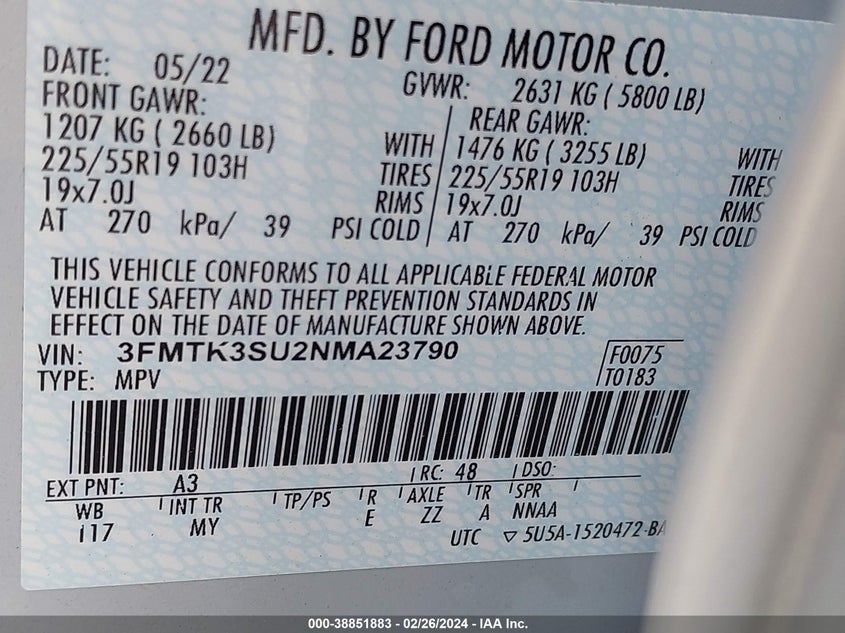 MFD. BY FORD MOTOR CO.
DATE: 05/22 GVWR: 2631 KG ( 5800 LB)
FRONT GAWR: REAR GAWR:
1207 KG ( 2660 LB) WITH 1476 KG ( 3255 LB) WITH
225/55R19 103H TIRES 225/55R19 103H TIRES
19x7.0J RIMS 19x7.0J RIMS
AT 270 kPa/ 39 PSI COLD AT 270 kPa/ 39 PSI COLD
THIS VEHICLE CONFORMS TO ALL APPLICABLE FEDERAL MOTOR
VEHICLE SAFETY AND THEFT PREVENTION STANDARDS IN
EFFECT ON THE DATE OF MANUFACTURE SHOWN ABOVE.
VIN: 3FMTK3SU2NMA23790 F0075
TYPE: MPV T0183
EXT PNT: A3 RC: 48 DSO:
WB INT TR TP/PS R AXLE TR SPR
117 MY E ZZ A NNAA
UTC ▽ 5U5A-1520472-BA
000-38851883 - 02/26/2024 - IAA Inc.